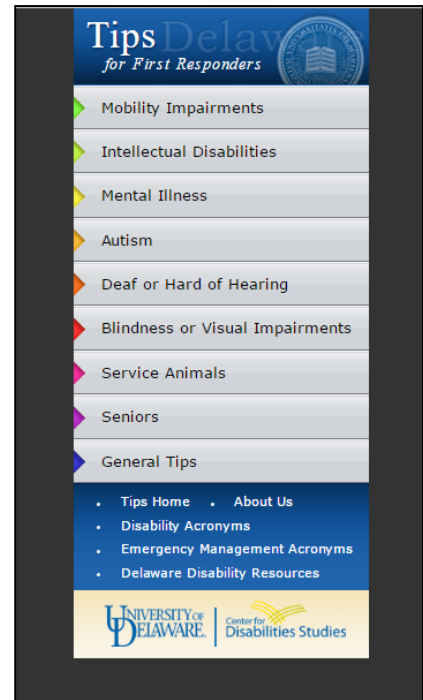 Tips Delaware
for First Responders
Mobility Impairments
Intellectual Disabilities
Mental Illness
Autism
Deaf or Hard of Hearing
Blindness or Visual Impairments
Service Animals
Seniors
General Tips
. Tips Home . About Us
. Disability Acronyms
. Emergency Management Acronyms
. Delaware Disability Resources
UNIVERSITY OF
DELAWARE.
Center for
Disabilities Studies